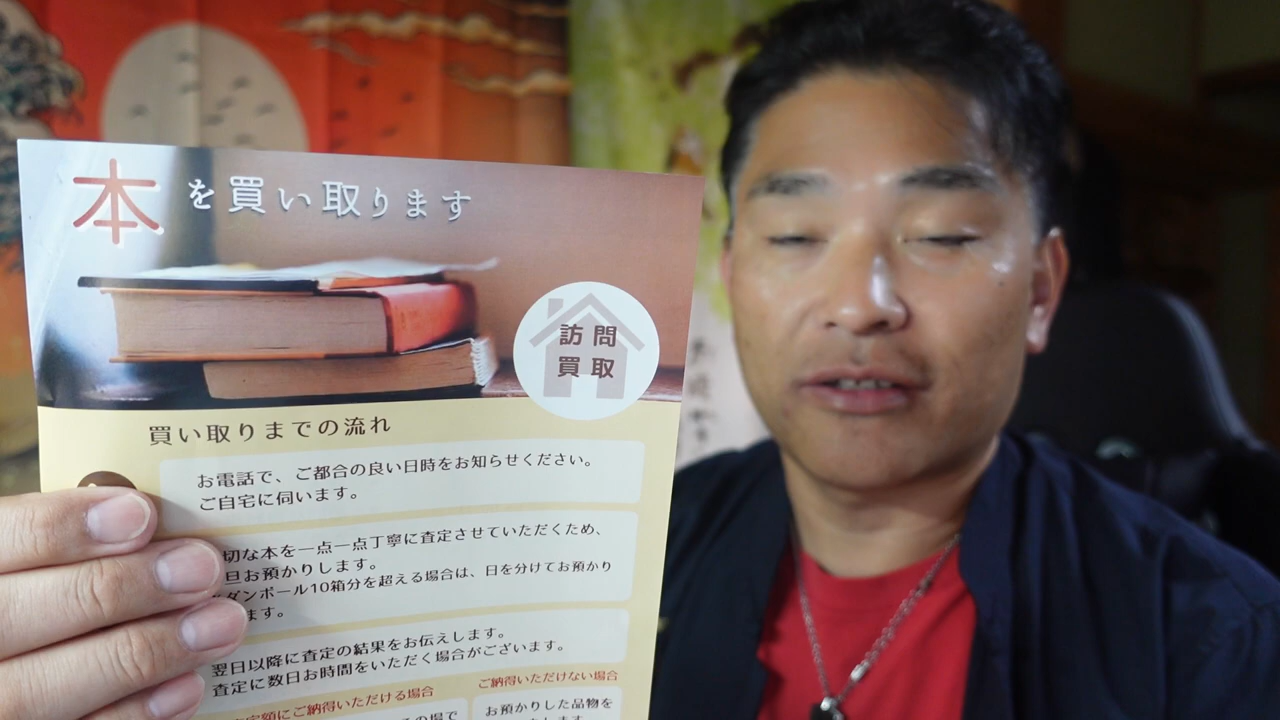 本を買い取ります
訪問
買取
買い取りまでの流れ
お電話で、ご都合の良い日時をお知らせください。
ご自宅に伺います。
切な本を一点一点丁寧に査定させていただくため、
旦お預かりします。
ダンボール10箱分を超える場合は、日を分けてお預かり
ます。
翌日以降に査定の結果をお伝えします。
査定に数日お時間をいただく場合がございます。
定額にご納得いただける場合
ご納得いただけない場合
の場で
お預かりした品物を